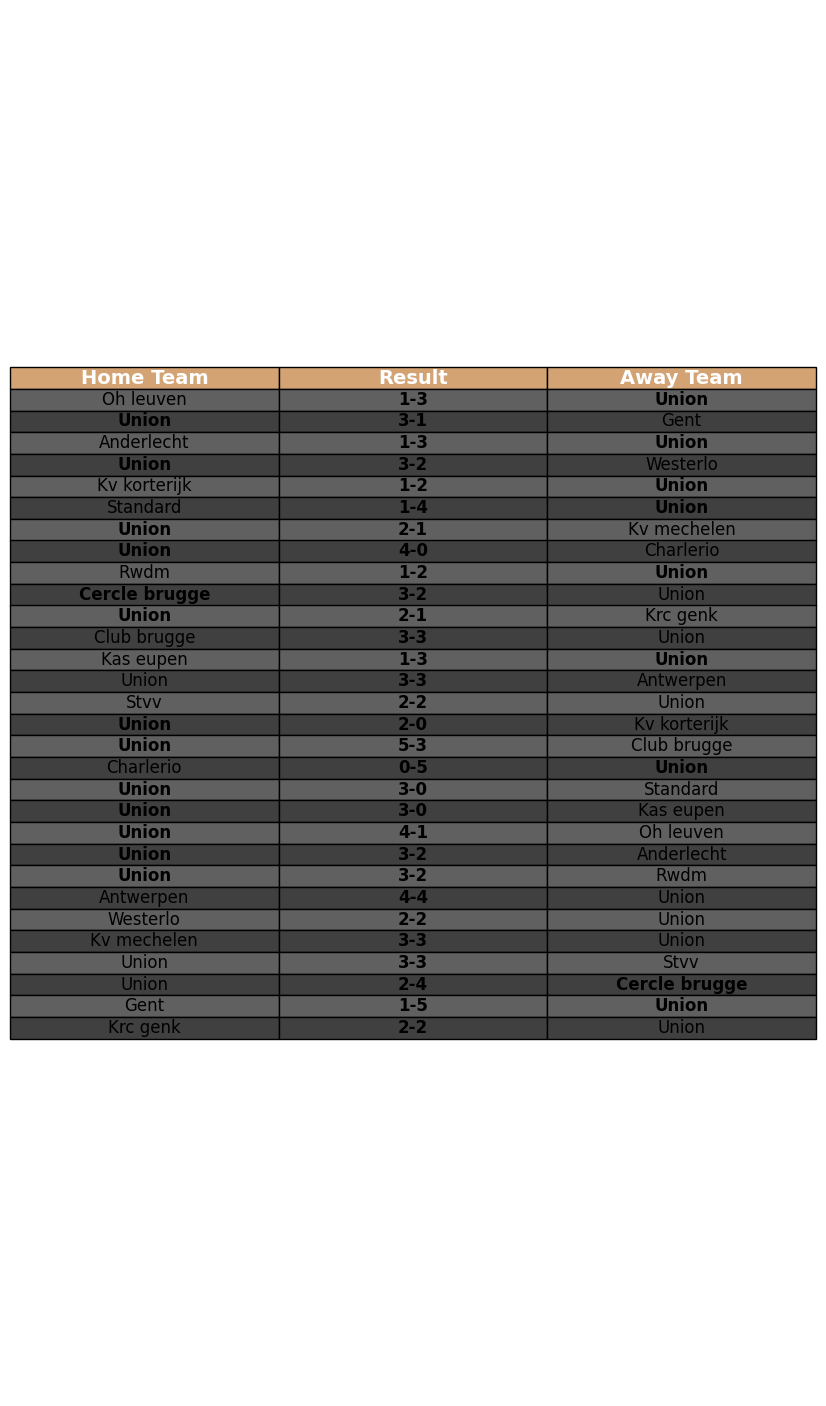 Home Team Result Away Team
Oh leuven 1-3 Union
Union 3-1 Gent
Anderlecht 1-3 Union
Union 3-2 Westerlo
Kv korterijk 1-2 Union
Standard 1-4 Union
Union 2-1 Kv mechelen
Union 4-0 Charlerio
Rwdm 1-2 Union
Cercle brugge 3-2 Union
Union 2-1 Krc genk
Club brugge 3-3 Union
Kas eupen 1-3 Union
Union 3-3 Antwerpen
Stvv 2-2 Union
Union 2-0 Kv korterijk
Union 5-3 Club brugge
Charlerio 0-5 Union
Union 3-0 Standard
Union 3-0 Kas eupen
Union 4-1 Oh leuven
Union 3-2 Anderlecht
Union 3-2 Rwdm
Antwerpen 4-4 Union
Westerlo 2-2 Union
Kv mechelen 3-3 Union
Union 3-3 Stvv
Union 2-4 Cercle brugge
Gent 1-5 Union
Krc genk 2-2 Union